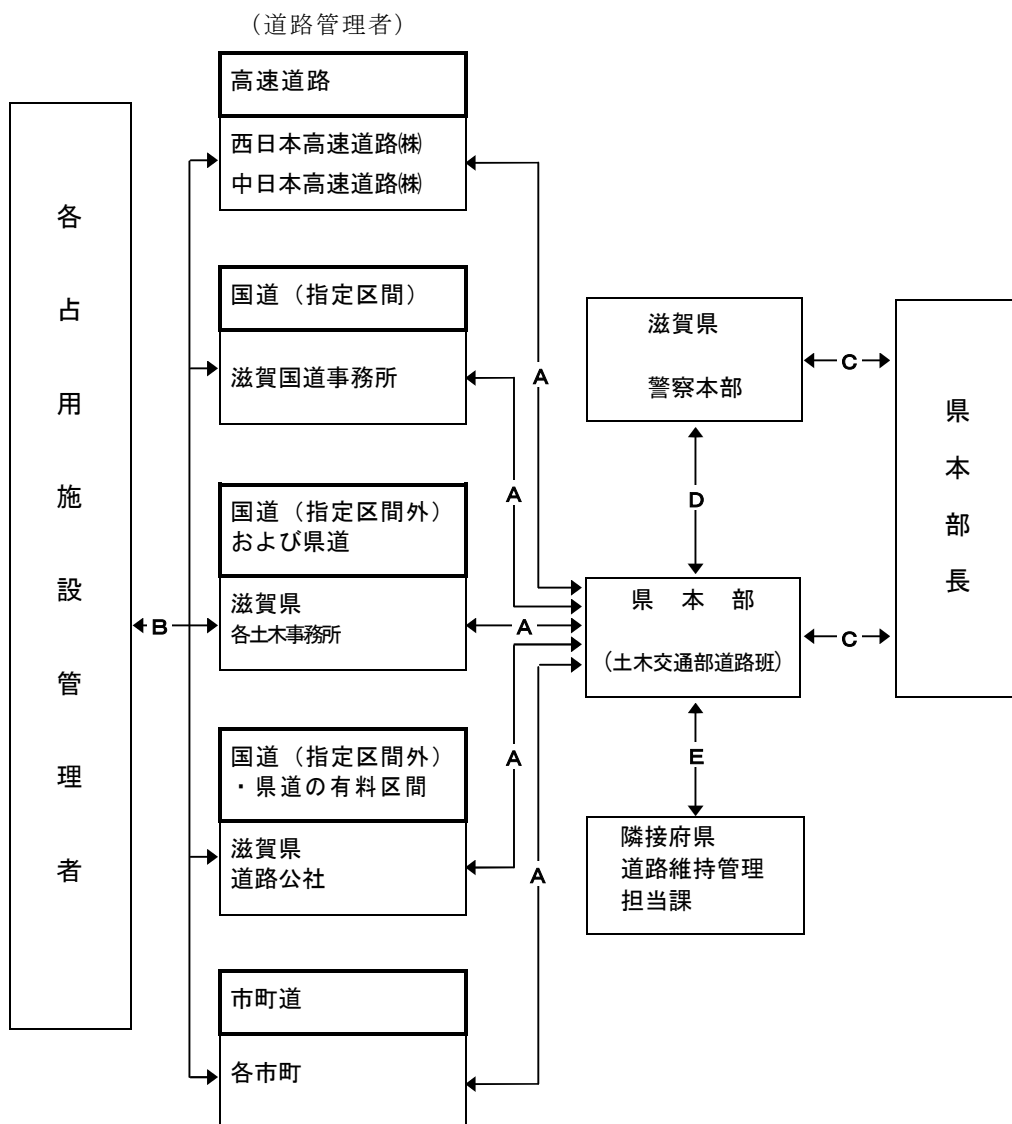 （道路管理者）
各占用施設管理者
高速道路
西日本高速道路㈱
中日本高速道路㈱
国道（指定区間）
滋賀国道事務所
国道（指定区間外）
および県道
滋賀県
各土木事務所
国道（指定区間外）
・県道の有料区間
滋賀県
道路公社
市町道
各市町
B
A
A
A
A
A
滋賀県
警察本部
D
県本部
（土木交通部道路班）
E
隣接府県
道路維持管理
担当課
C
C
県本部長